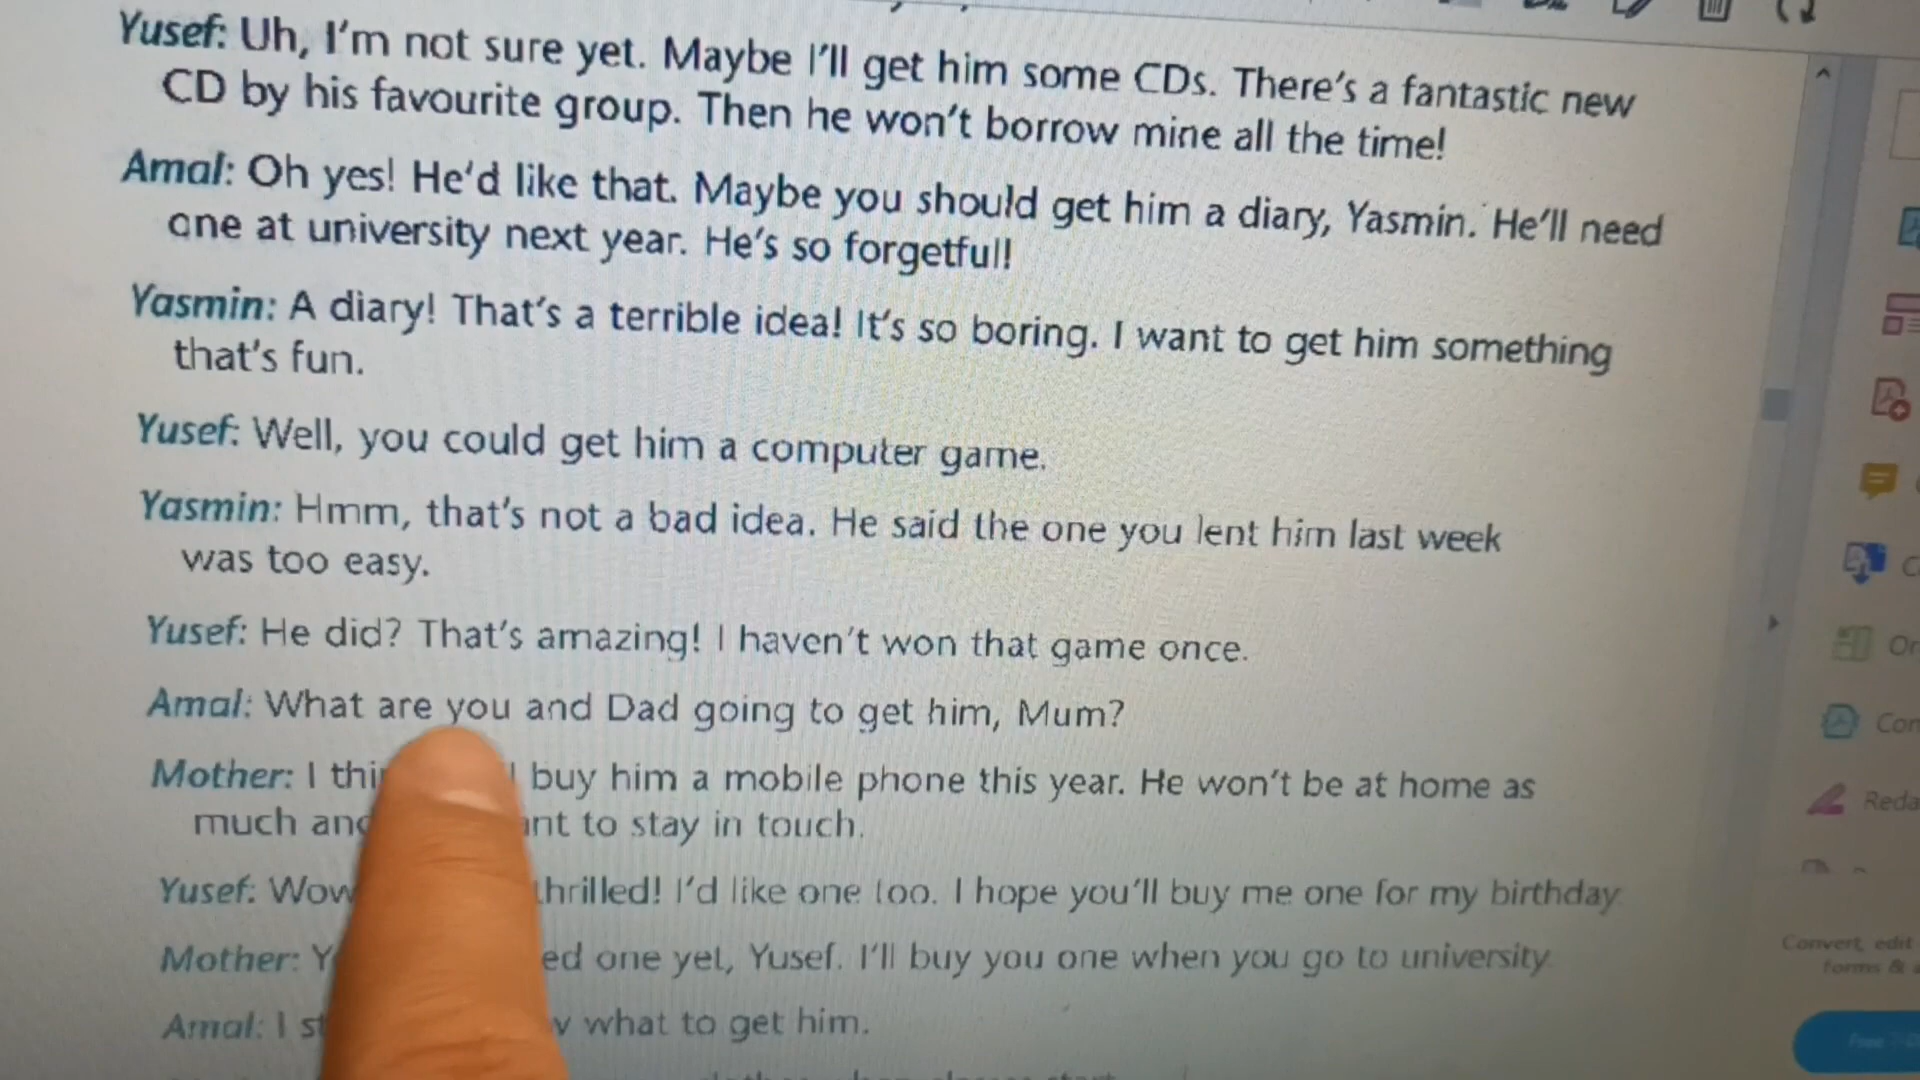 Yusef: Uh, I'm not sure yet. Maybe I'll get him some CDs. There's a fantastic new
CD by his favourite group. Then he won't borrow mine all the time!
Amal: Oh yes! He'd like that. Maybe you should get him a diary, Yasmin. He'll need
one at university next year. He's so forgetful!
Yasmin: A diary! That's a terrible idea! It's so boring. I want to get him something
that's fun.
Yusef: Well, you could get him a computer game.
Yasmin: Hmm, that's not a bad idea. He said the one you lent him last week
was too easy.
Yusef: He did? That's amazing! I haven't won that game once.
Amal: What are you and Dad going to get him, Mum?
Mother: I buy him a mobile phone this year. He won't be at home as
much to stay in touch.
Yusef: Wow thrilled! I'd like one too. I hope you'll buy me one for my birthday
Mother: one yet, Yusef. I'll buy you one when you go to university
Amal: I what to get him.
Convert, edit
forms &
Free